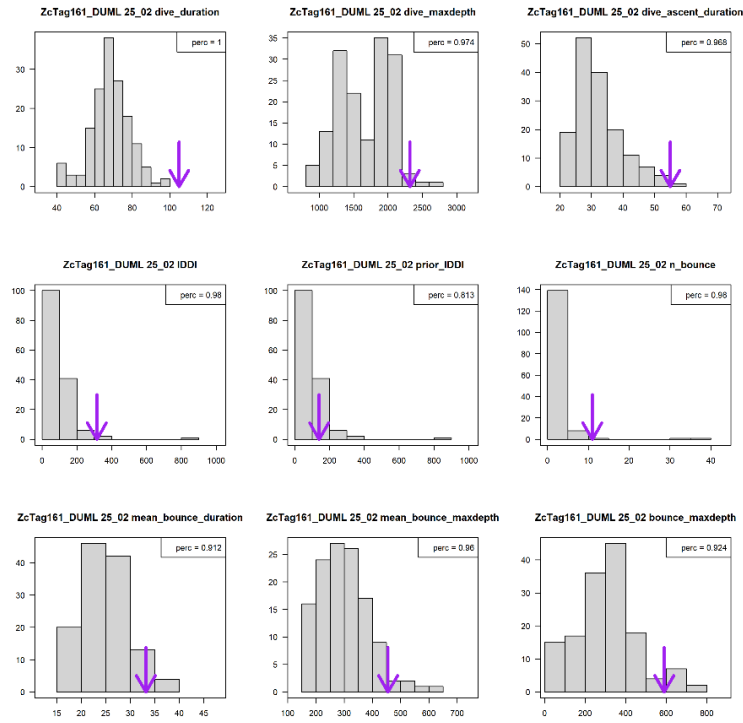 ZcTag161_DUML 25_02 dive_duration
perc = 1
0
10
20
30
40 60 80 100 120
ZcTag161_DUML 25_02 dive_maxdepth
perc = 0.974
0
5
10
15
20
25
30
35
1000 1500 2000 2500 3000
ZcTag161_DUML 25_02 dive_ascent_duration
perc = 0.968
0
10
20
30
40
50
20 30 40 50 60 70
ZcTag161_DUML 25_02 IDDI
perc = 0.98
0
20
40
60
80
100
0 200 400 600 800 1000
ZcTag161_DUML 25_02 prior_IDDI
perc = 0.813
0
20
40
60
80
100
0 200 400 600 800 1000
ZcTag161_DUML 25_02 n_bounce
perc = 0.98
0
20
40
60
80
100
120
140
0 10 20 30 40
ZcTag161_DUML 25_02 mean_bounce_duration
perc = 0.912
0
10
20
30
40
15 20 25 30 35 40 45
ZcTag161_DUML 25_02 mean_bounce_maxdepth
perc = 0.96
0
5
10
15
20
25
100 200 300 400 500 600 700
ZcTag161_DUML 25_02 bounce_maxdepth
perc = 0.924
0
10
20
30
40
0 200 400 600 800